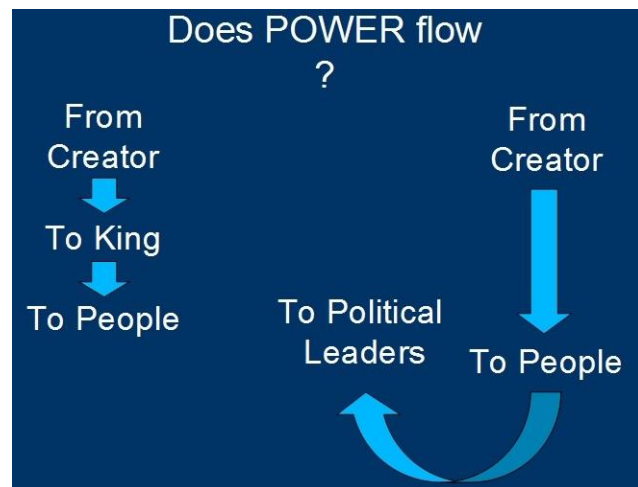 Does POWER flow
?
From
Creator
To King
To People
From
Creator
To People
To Political
Leaders